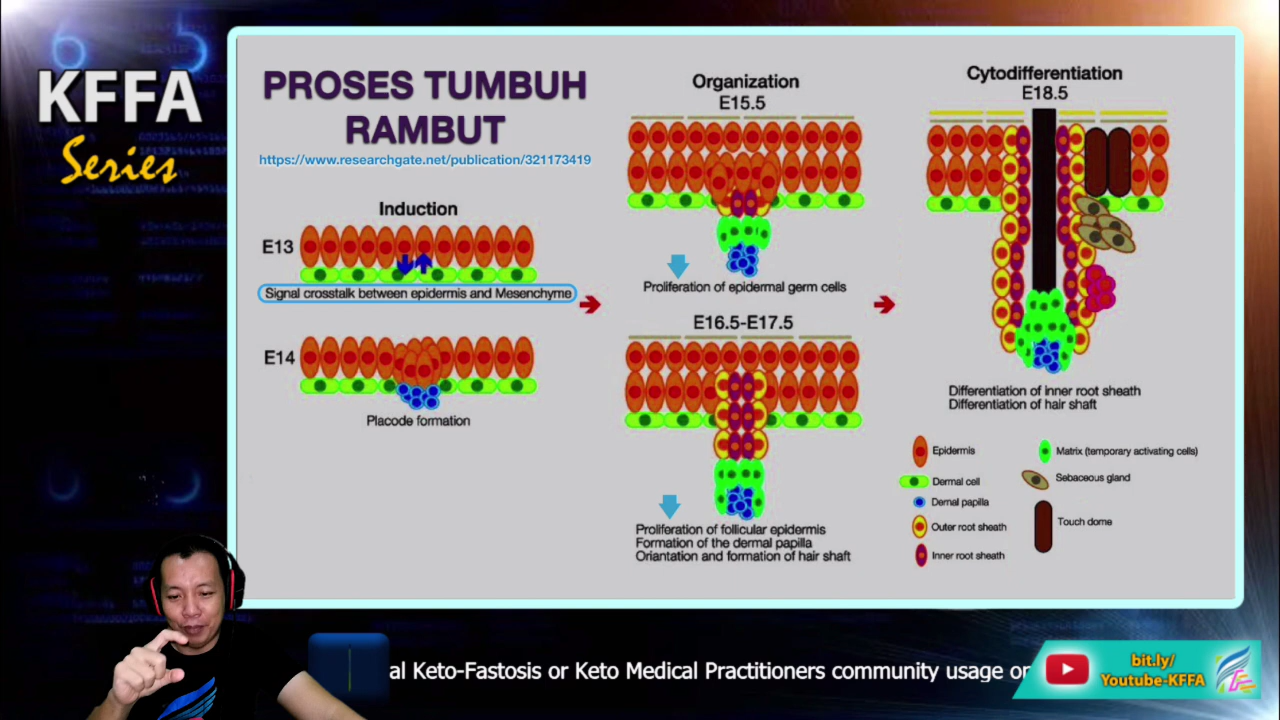 6 5
KFFA
Series
PROSES TUMBUH
RAMBUT
https://www.researchgate.net/publication/321173419
Induction
E13
Signal crosstalk between epidermis and Mesenchyme
E14
Placode formation
Organization
E15.5
Proliferation of epidermal germ cells
E16.5-E17.5
Proliferation of follicular epidermis
Formation of the dermal papilla
Oriantation and formation of hair shaft
Cytodifferentiation
E18.5
Differentiation of inner root sheath
Differentiation of hair shaft
Epidermis
Dermal cell
Dermal papilla
Outer root sheath
Inner root sheath
Matrix (temporary activating cells)
Sebaceous gland
Touch dome
al Keto-Fastosis or Keto Medical Practitioners community usage on
bit.ly/
Youtube-KFFA